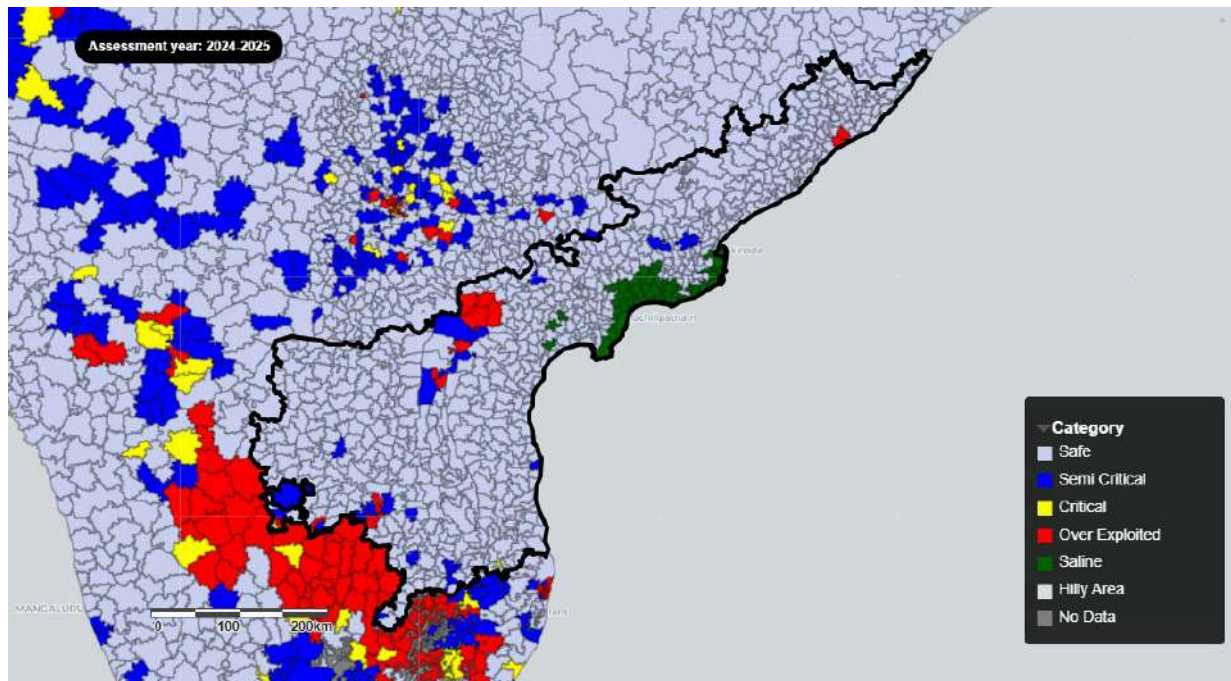 Assessment year: 2024-2025
Category
Safe
Semi Critical
Critical
Over Exploited
Saline
Hilly Area
No Data
MANGALURU
0 100 200km